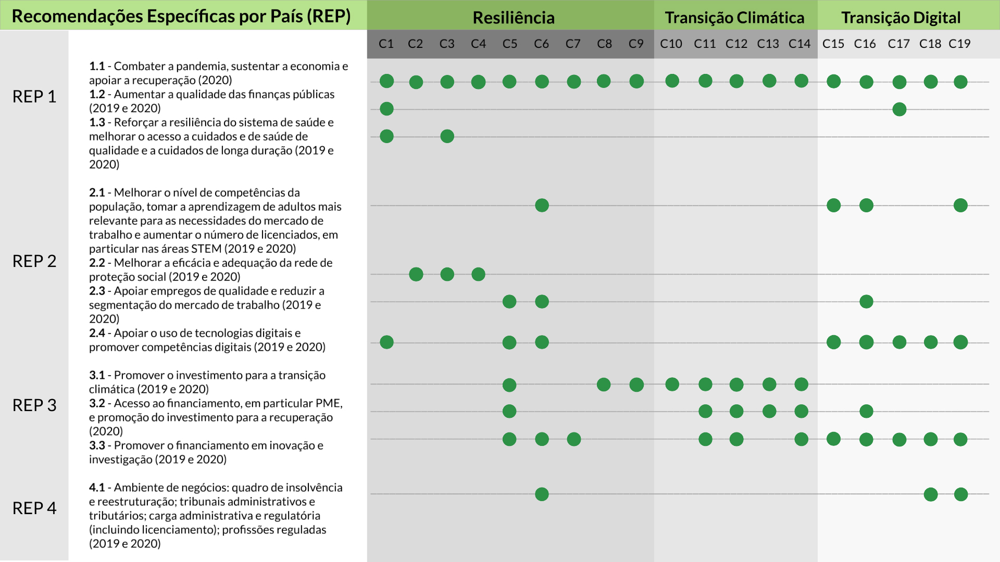 Recomendações Específicas por País (REP)
Resiliência
Transição Climática
Transição Digital
C1 C2 C3 C4 C5 C6 C7 C8 C9 C10 C11 C12 C13 C14 C15 C16 C17 C18 C19
REP 1
1.1 - Combater a pandemia, sustentar a economia e
apoiar a recuperação (2020)
1.2 - Aumentar a qualidade das finanças públicas
(2019 e 2020)
1.3 - Reforçar a resiliência do sistema de saúde e
melhorar o acesso a cuidados e de saúde de
qualidade e a cuidados de longa duração (2019 e
2020)
REP 2
2.1 - Melhorar o nível de competências da
população, tomar a aprendizagem de adultos mais
relevante para as necessidades do mercado de
trabalho e aumentar o número de licenciados, em
particular nas áreas STEM (2019 e 2020)
2.2 - Melhorar a eficácia e adequação da rede de
proteção social (2019 e 2020)
2.3 - Apoiar empregos de qualidade e reduzir a
segmentação do mercado de trabalho (2019 e
2020)
2.4 - Apoiar o uso de tecnologias digitais e
promover competências digitais (2019 e 2020)
REP 3
3.1 - Promover o investimento para a transição
climática (2019 e 2020)
3.2 - Acesso ao financiamento, em particular PME,
e promoção do investimento para a recuperação
(2020)
3.3 - Promover o financiamento em inovação e
investigação (2019 e 2020)
REP 4
4.1 - Ambiente de negócios: quadro de insolvência
e reestruturação; tribunais administrativos e
tributários; carga administrativa e regulatória
(incluindo licenciamento); profissões reguladas
(2019 e 2020)